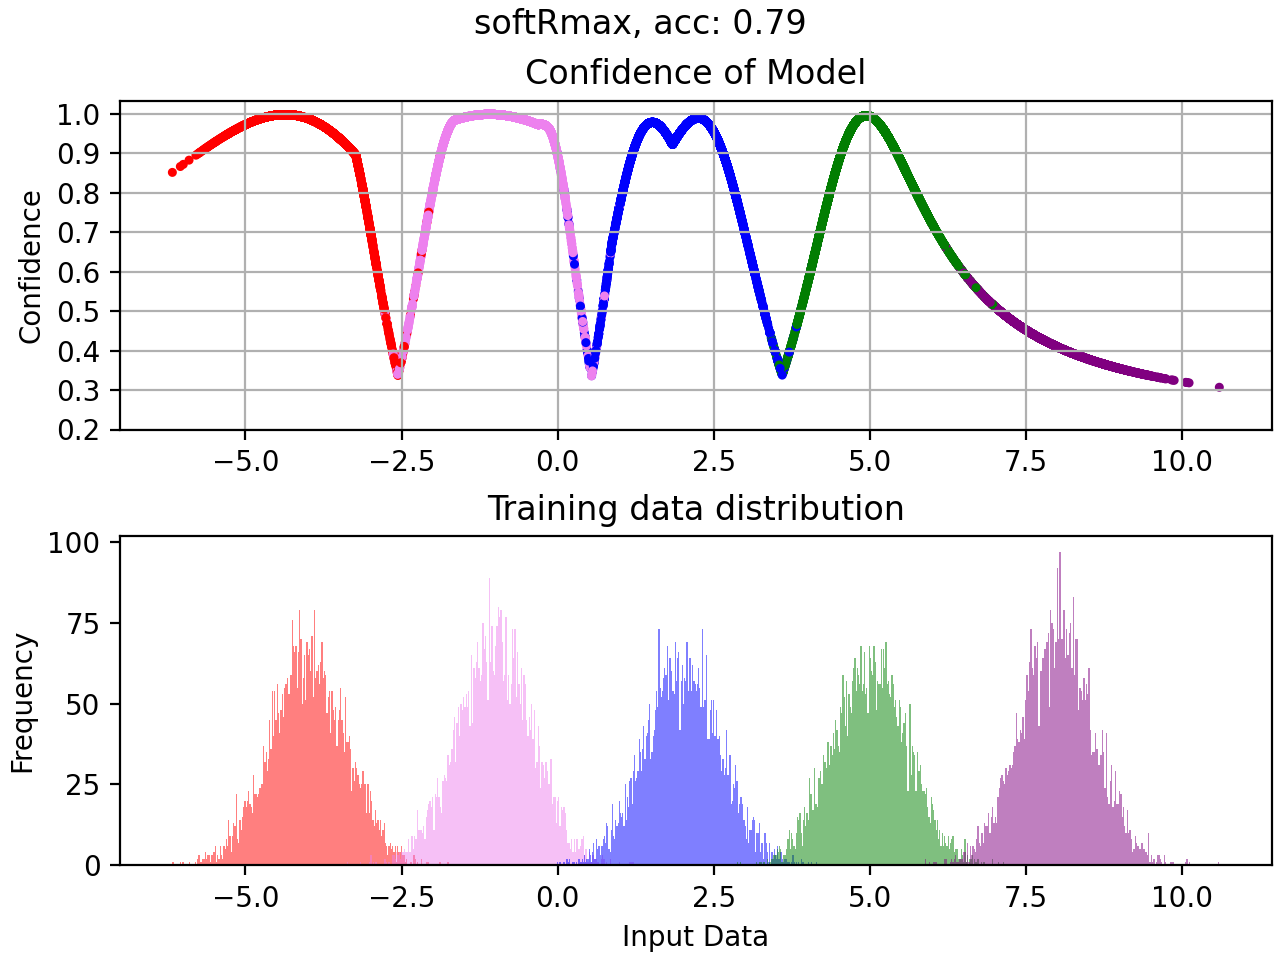 softRmax, acc: 0.79
Confidence of Model
Confidence
1.0
0.9
0.8
0.7
0.6
0.5
0.4
0.3
0.2
−5.0 −2.5 0.0 2.5 5.0 7.5 10.0
Training data distribution
Frequency
100
75
50
25
0
−5.0 −2.5 0.0 2.5 5.0 7.5 10.0
Input Data